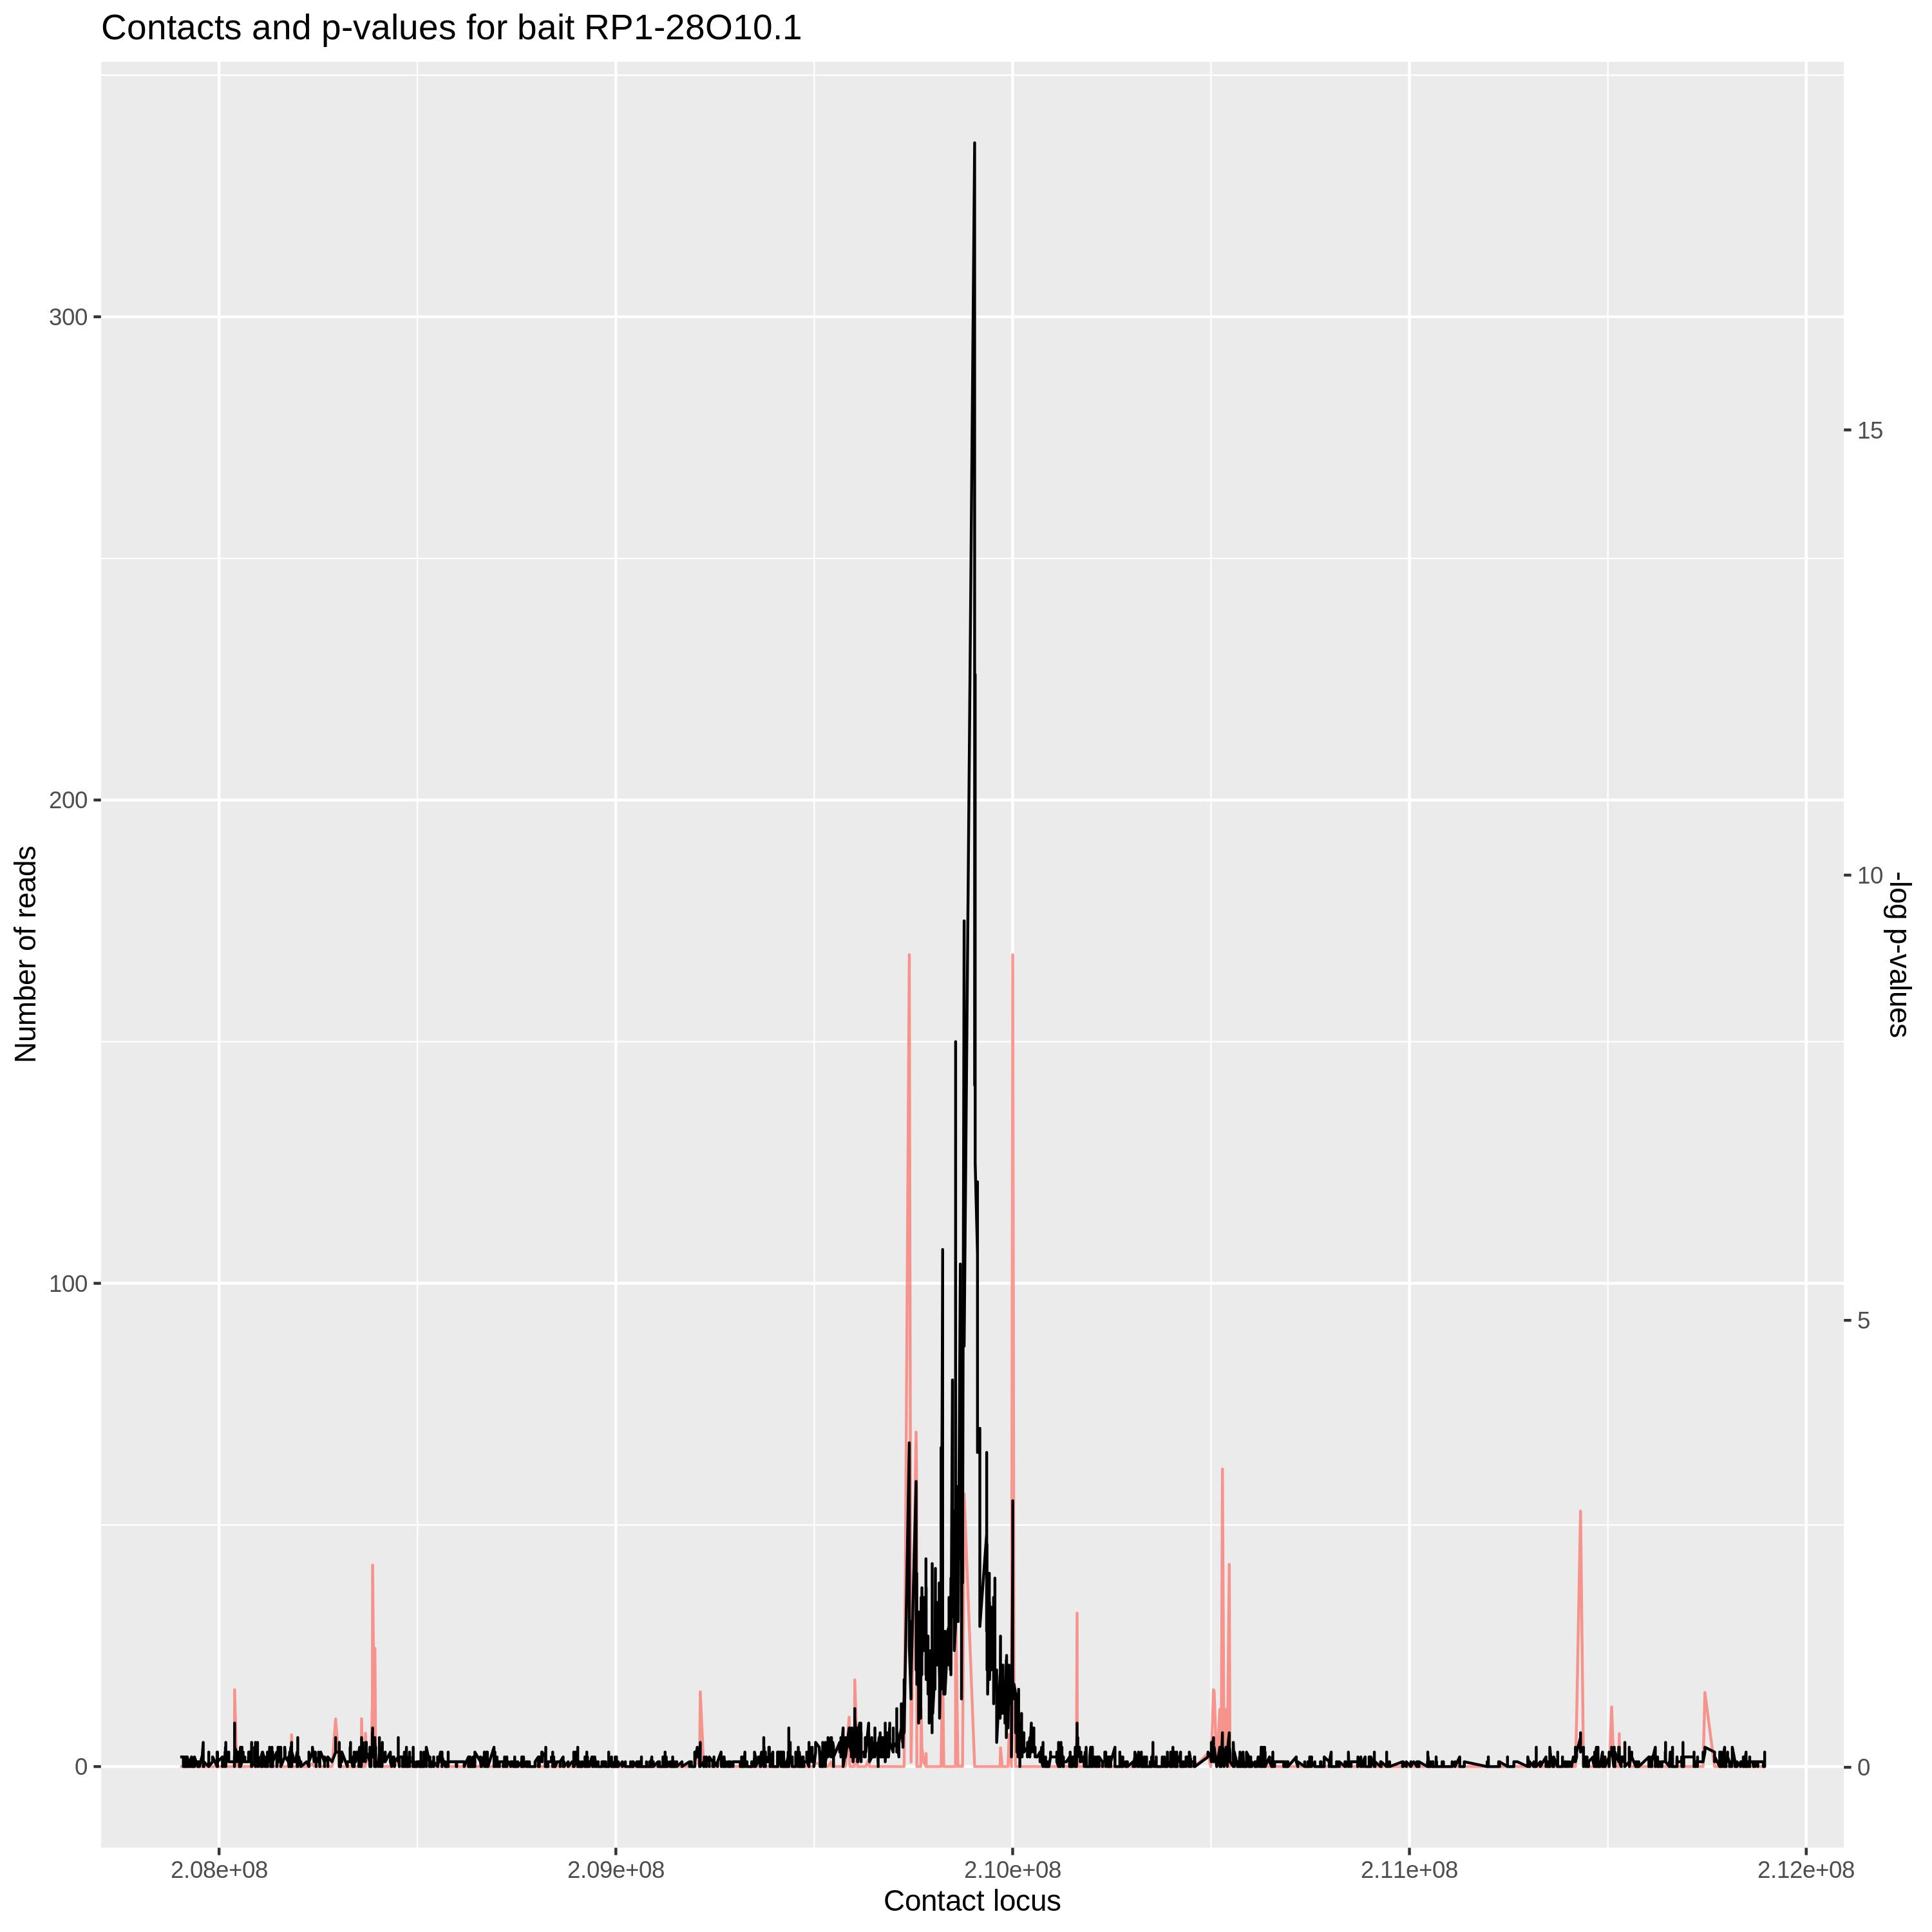 Contacts and p-values for bait RP1-28O10.1
300
200
100
0
Number of reads
15
10
5
0
-log p-values
2.08e+08
2.09e+08
2.10e+08
2.11e+08
2.12e+08
Contact locus